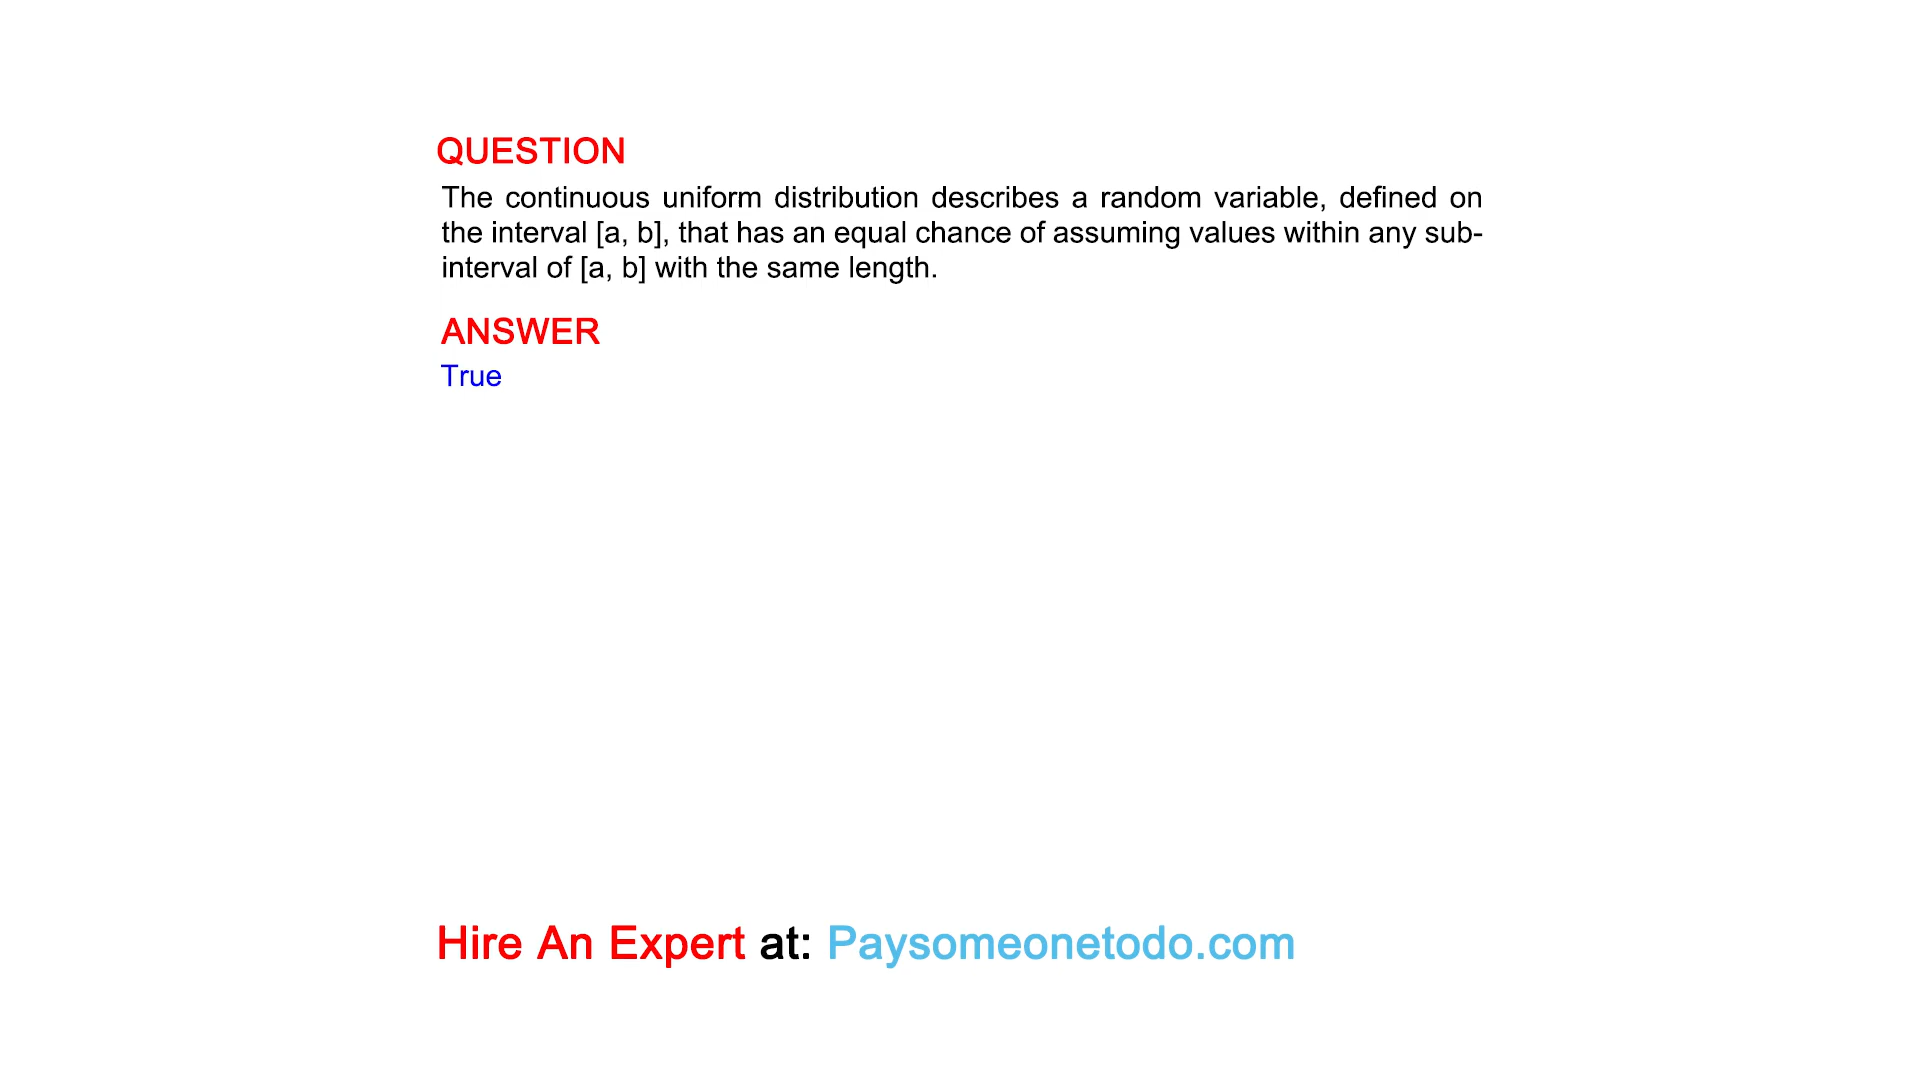 QUESTION
The continuous uniform distribution describes a random variable, defined on
the interval [a, b], that has an equal chance of assuming values within any sub-
interval of [a, b] with the same length.
ANSWER
True
Hire An Expert at: Paysomeonetodo.com